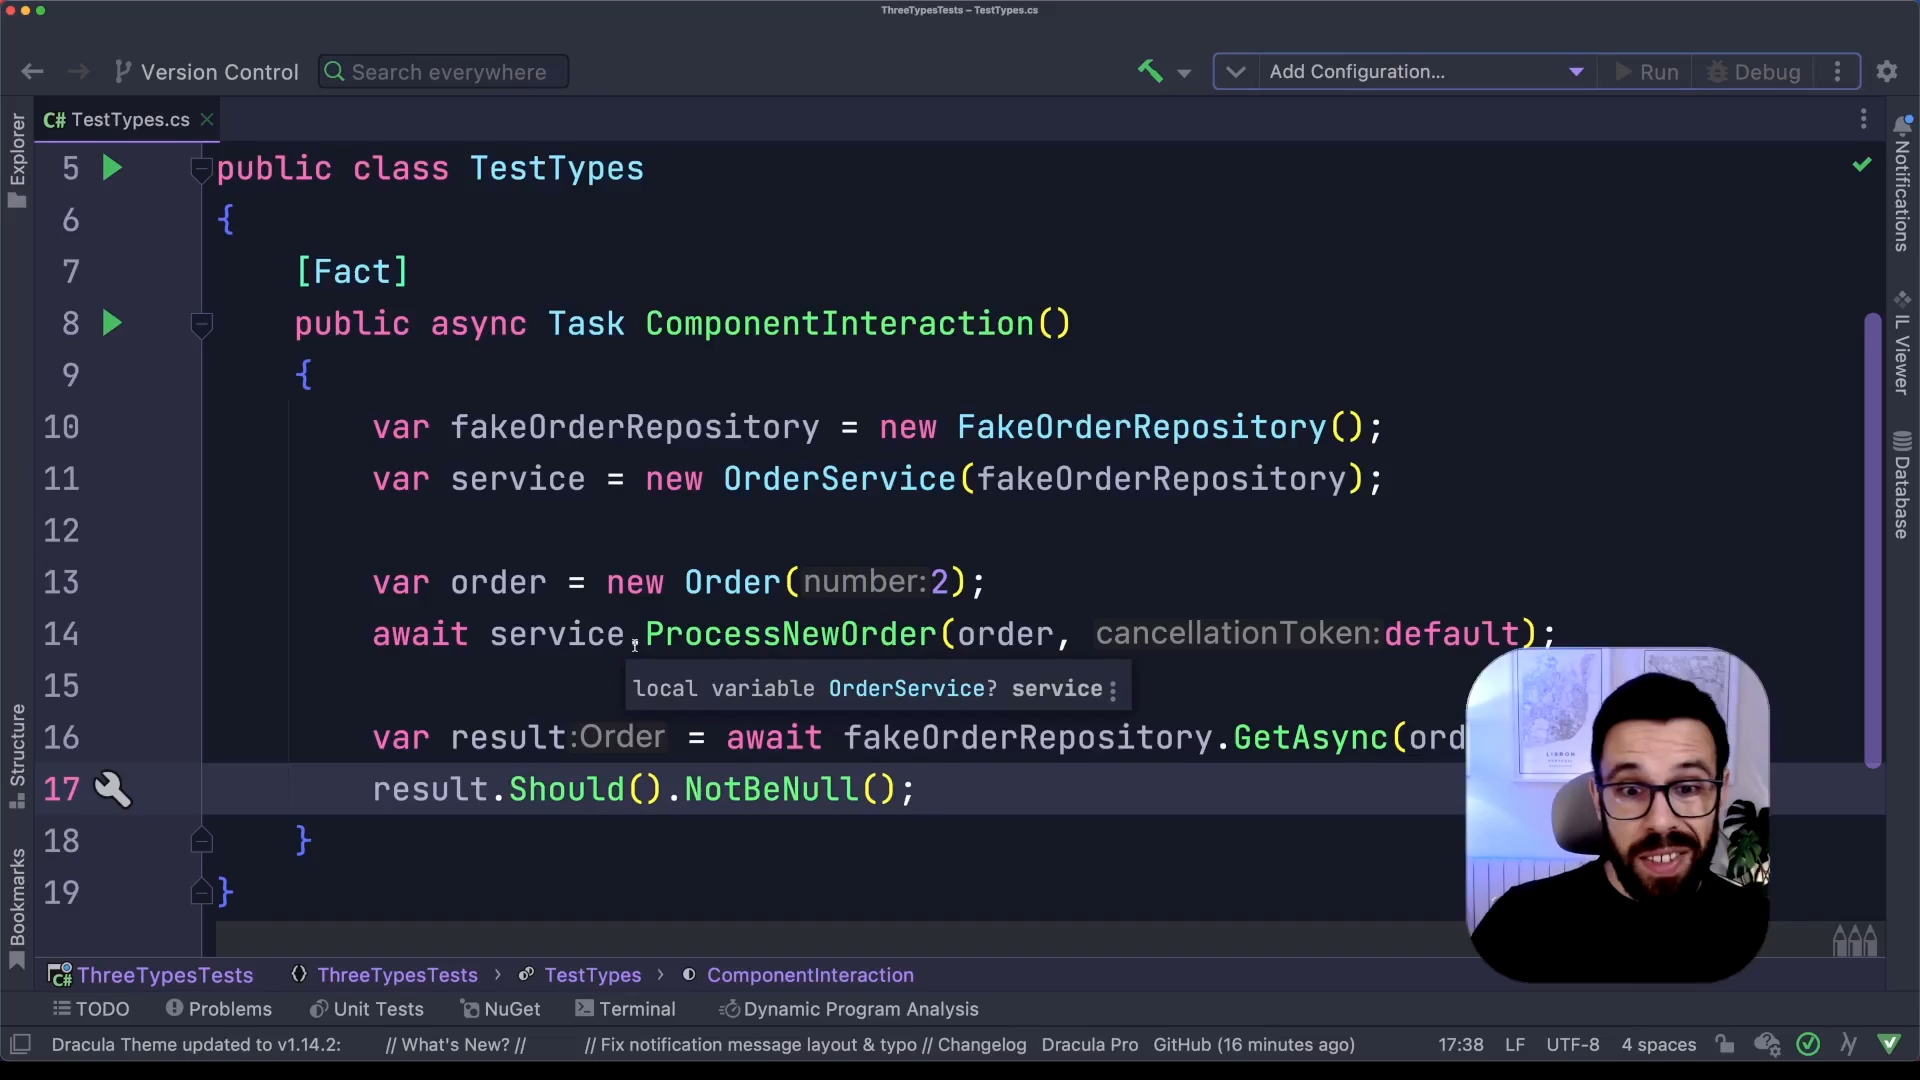 ThreeTypesTests – TestTypes.cs
Version Control
Search everywhere
Add Configuration...
Run
Debug
Explorer
C# TestTypes.cs
Notifications
IL Viewer
Database
Structure
Bookmarks
5 public class TestTypes
6 {
7 [Fact]
8 public async Task ComponentInteraction()
9 {
10 var fakeOrderRepository = new FakeOrderRepository();
11 var service = new OrderService(fakeOrderRepository);
12
13 var order = new Order(number:2);
14 await service.ProcessNewOrder(order, cancellationToken:default);
15
local variable OrderService? service
16 var result:Order = await fakeOrderRepository.GetAsync(ord
17 result.Should().NotBeNull();
18 }
19 }
C# ThreeTypesTests
ThreeTypesTests > TestTypes > ComponentInteraction
TODO
Problems
Unit Tests
NuGet
Terminal
Dynamic Program Analysis
Dracula Theme updated to v1.14.2: // What's New? // // Fix notification message layout & typo // Changelog Dracula Pro GitHub (16 minutes ago)
17:38 LF UTF-8 4 spaces